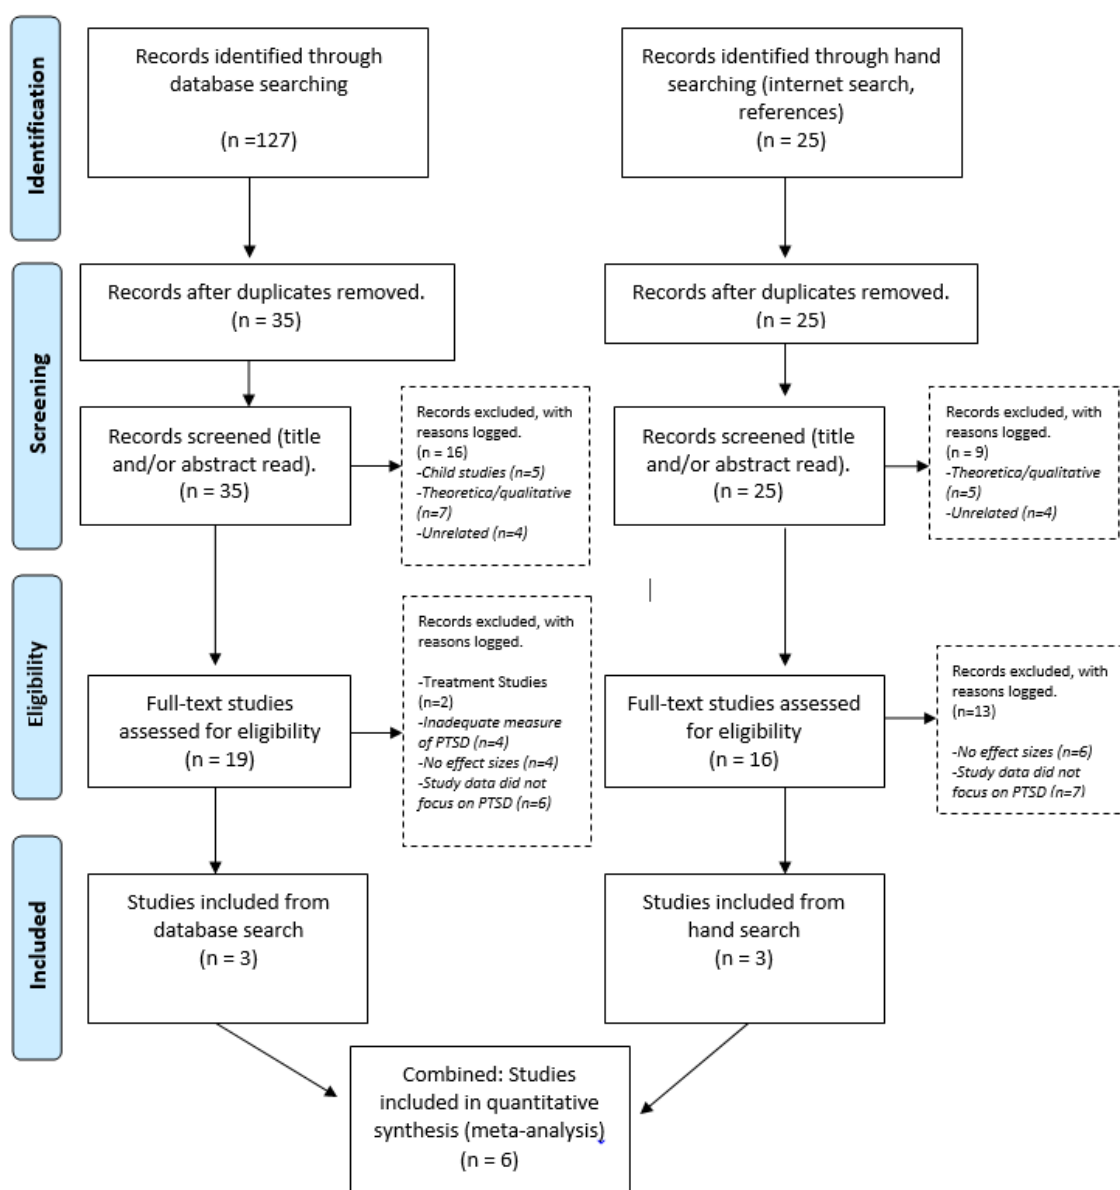 Identification
Records identified through
database searching
(n =127)
Records identified through hand
searching (internet search,
references)
(n = 25)
Screening
Records after duplicates removed.
(n = 35)
Records after duplicates removed.
(n = 25)
Records screened (title
and/or abstract read).
(n = 35)
Records excluded, with
reasons logged.
(n = 16)
-Child studies (n=5)
-Theoretica/qualitative
(n=7)
-Unrelated (n=4)
Records screened (title
and/or abstract read).
(n = 25)
Records excluded, with
reasons logged.
(n = 9)
-Theoretica/qualitative
(n=5)
-Unrelated (n=4)
Eligibility
Full-text studies
assessed for eligibility
(n = 19)
Records excluded, with
reasons logged.
-Treatment Studies
(n=2)
-Inadequate measure
of PTSD (n=4)
-No effect sizes (n=4)
-Study data did not
focus on PTSD (n=6)
Full-text studies assessed
for eligibility
(n = 16)
Records excluded, with
reasons logged.
(n=13)
-No effect sizes (n=6)
-Study data did not
focus on PTSD (n=7)
Included
Studies included from
database search
(n = 3)
Studies included from
hand search
(n = 3)
Combined: Studies
included in quantitative
synthesis (meta-analysis)
(n = 6)